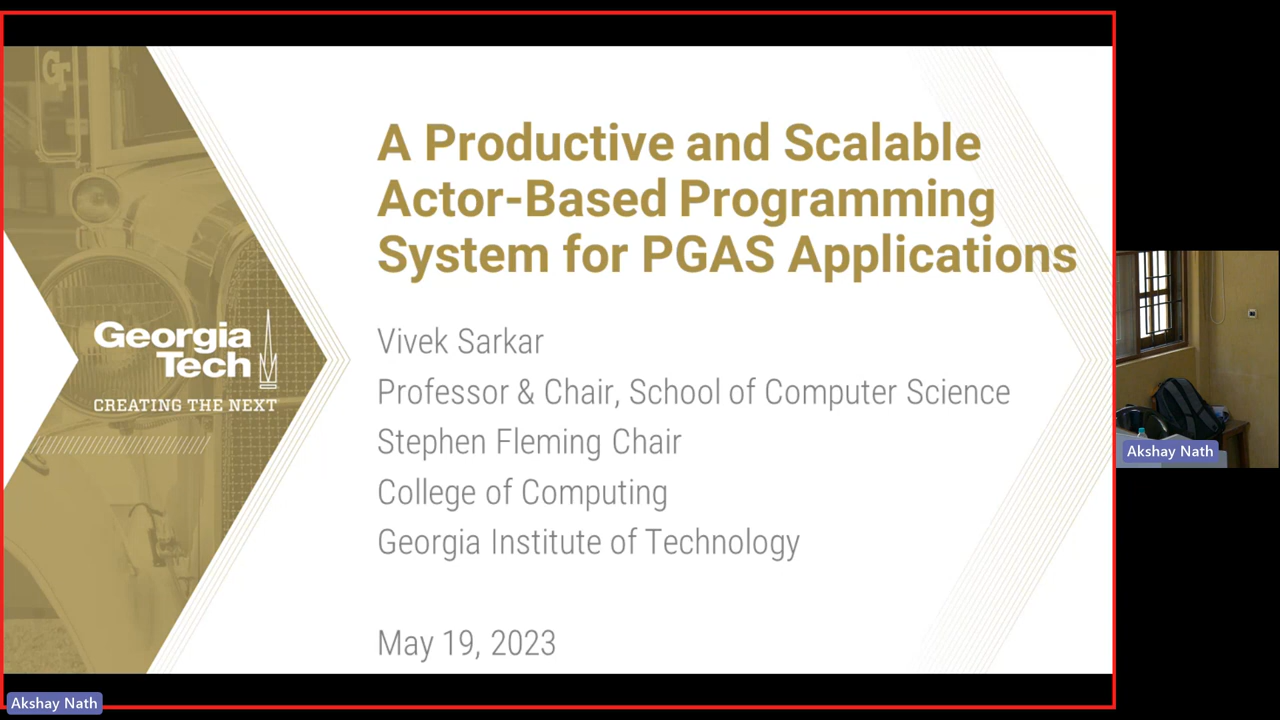 GT
A Productive and Scalable
Actor-Based Programming
System for PGAS Applications
Georgia
Tech
CREATING THE NEXT
Vivek Sarkar
Professor & Chair, School of Computer Science
Stephen Fleming Chair
College of Computing
Georgia Institute of Technology
May 19, 2023
Akshay Nath
Akshay Nath